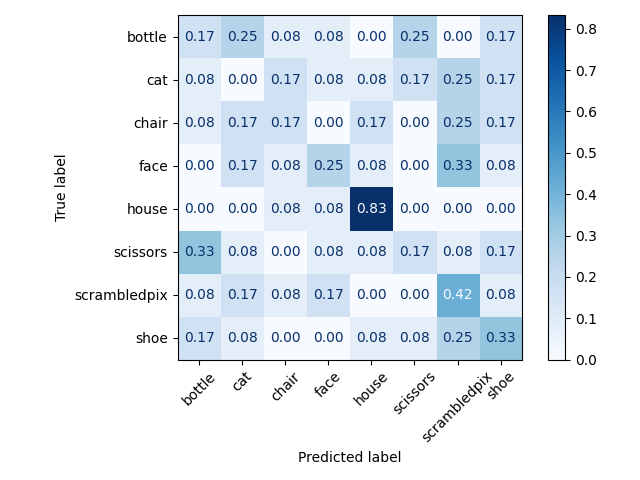 bottle 0.17 0.25 0.08 0.08 0.00 0.25 0.00 0.17
cat 0.08 0.00 0.17 0.08 0.08 0.17 0.25 0.17
chair 0.08 0.17 0.17 0.00 0.17 0.00 0.25 0.17
face 0.00 0.17 0.08 0.25 0.08 0.00 0.33 0.08
house 0.00 0.00 0.08 0.08 0.83 0.00 0.00 0.00
scissors 0.33 0.08 0.00 0.08 0.08 0.17 0.08 0.17
scrambledpix 0.08 0.17 0.08 0.17 0.00 0.00 0.42 0.08
shoe 0.17 0.08 0.00 0.00 0.08 0.08 0.25 0.33
True label
bottle cat chair face house scissors scrambledpix shoe
Predicted label
0.8
0.7
0.6
0.5
0.4
0.3
0.2
0.1
0.0